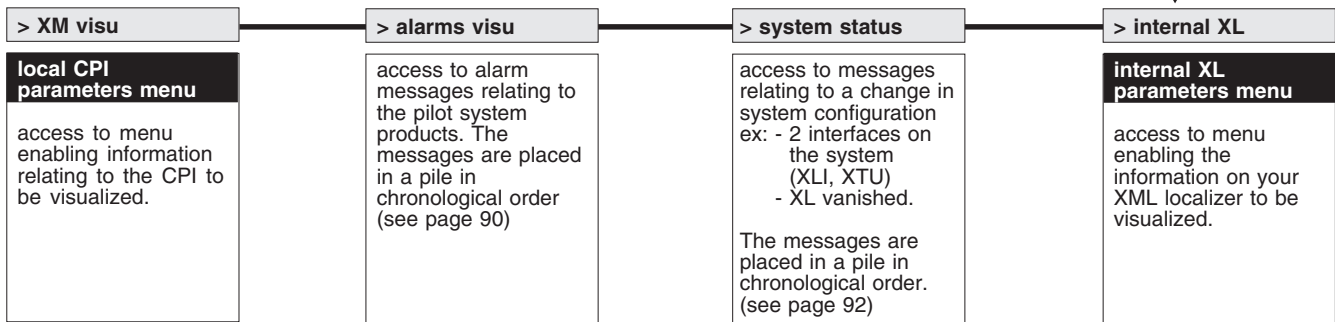 > XM visu
local CPI
parameters menu
access to menu
enabling information
relating to the CPI to
be visualized.
> alarms visu
access to alarm
messages relating to
the pilot system
products. The
messages are placed
in a pile in
chronological order
(see page 90)
> system status
access to messages
relating to a change in
system configuration
ex: - 2 interfaces on
the system
(XLI, XTU)
- XL vanished.
The messages are
placed in a pile in
chronological order.
(see page 92)
> internal XL
internal XL
parameters menu
access to menu
enabling the
information on your
XML localizer to be
visualized.